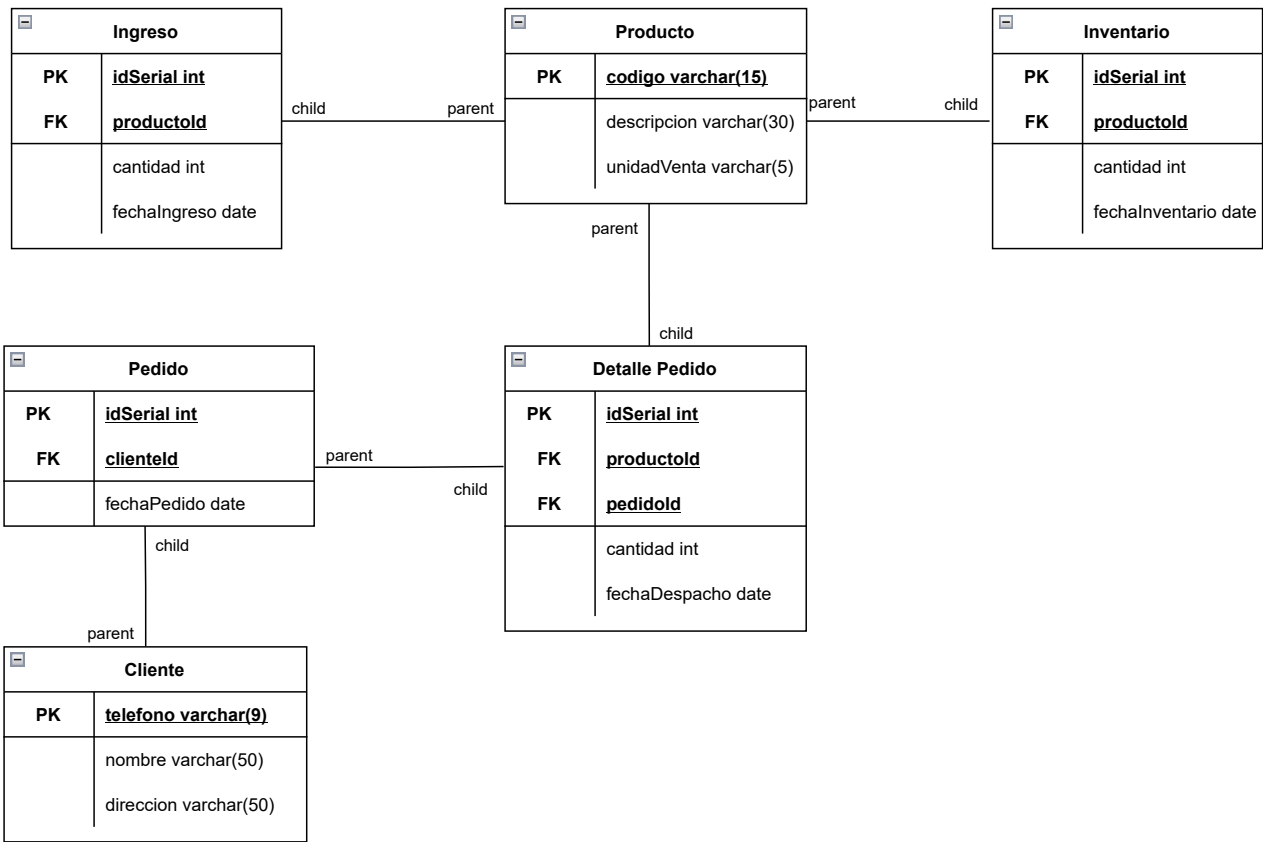 Ingreso
PK idSerial int
FK productoId
cantidad int
fechaIngreso date
child
parent
Producto
PK codigo varchar(15)
descripcion varchar(30)
unidadVenta varchar(5)
parent
child
Inventario
PK idSerial int
FK productoId
cantidad int
fechaInventario date
parent
child
Pedido
PK idSerial int
FK clienteId
fechaPedido date
parent
child
Detalle Pedido
PK idSerial int
FK productoId
FK pedidoId
cantidad int
fechaDespacho date
child
parent
Cliente
PK telefono varchar(9)
nombre varchar(50)
direccion varchar(50)